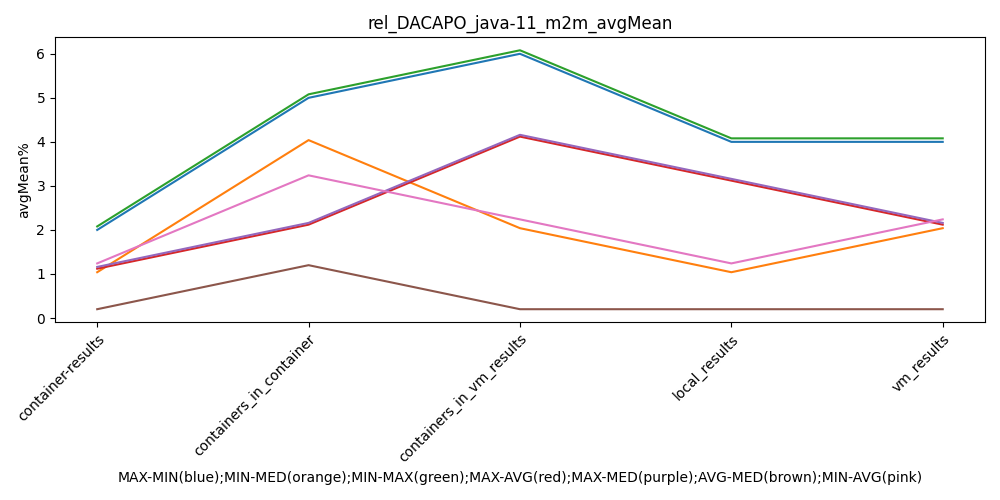 rel_DACAPO_java-11_m2m_avgMean
avgMean%
6
5
4
3
2
1
0
container-results
containers_in_container
containers_in_vm_results
local_results
vm_results
MAX-MIN(blue);MIN-MED(orange);MIN-MAX(green);MAX-AVG(red);MAX-MED(purple);AVG-MED(brown);MIN-AVG(pink)